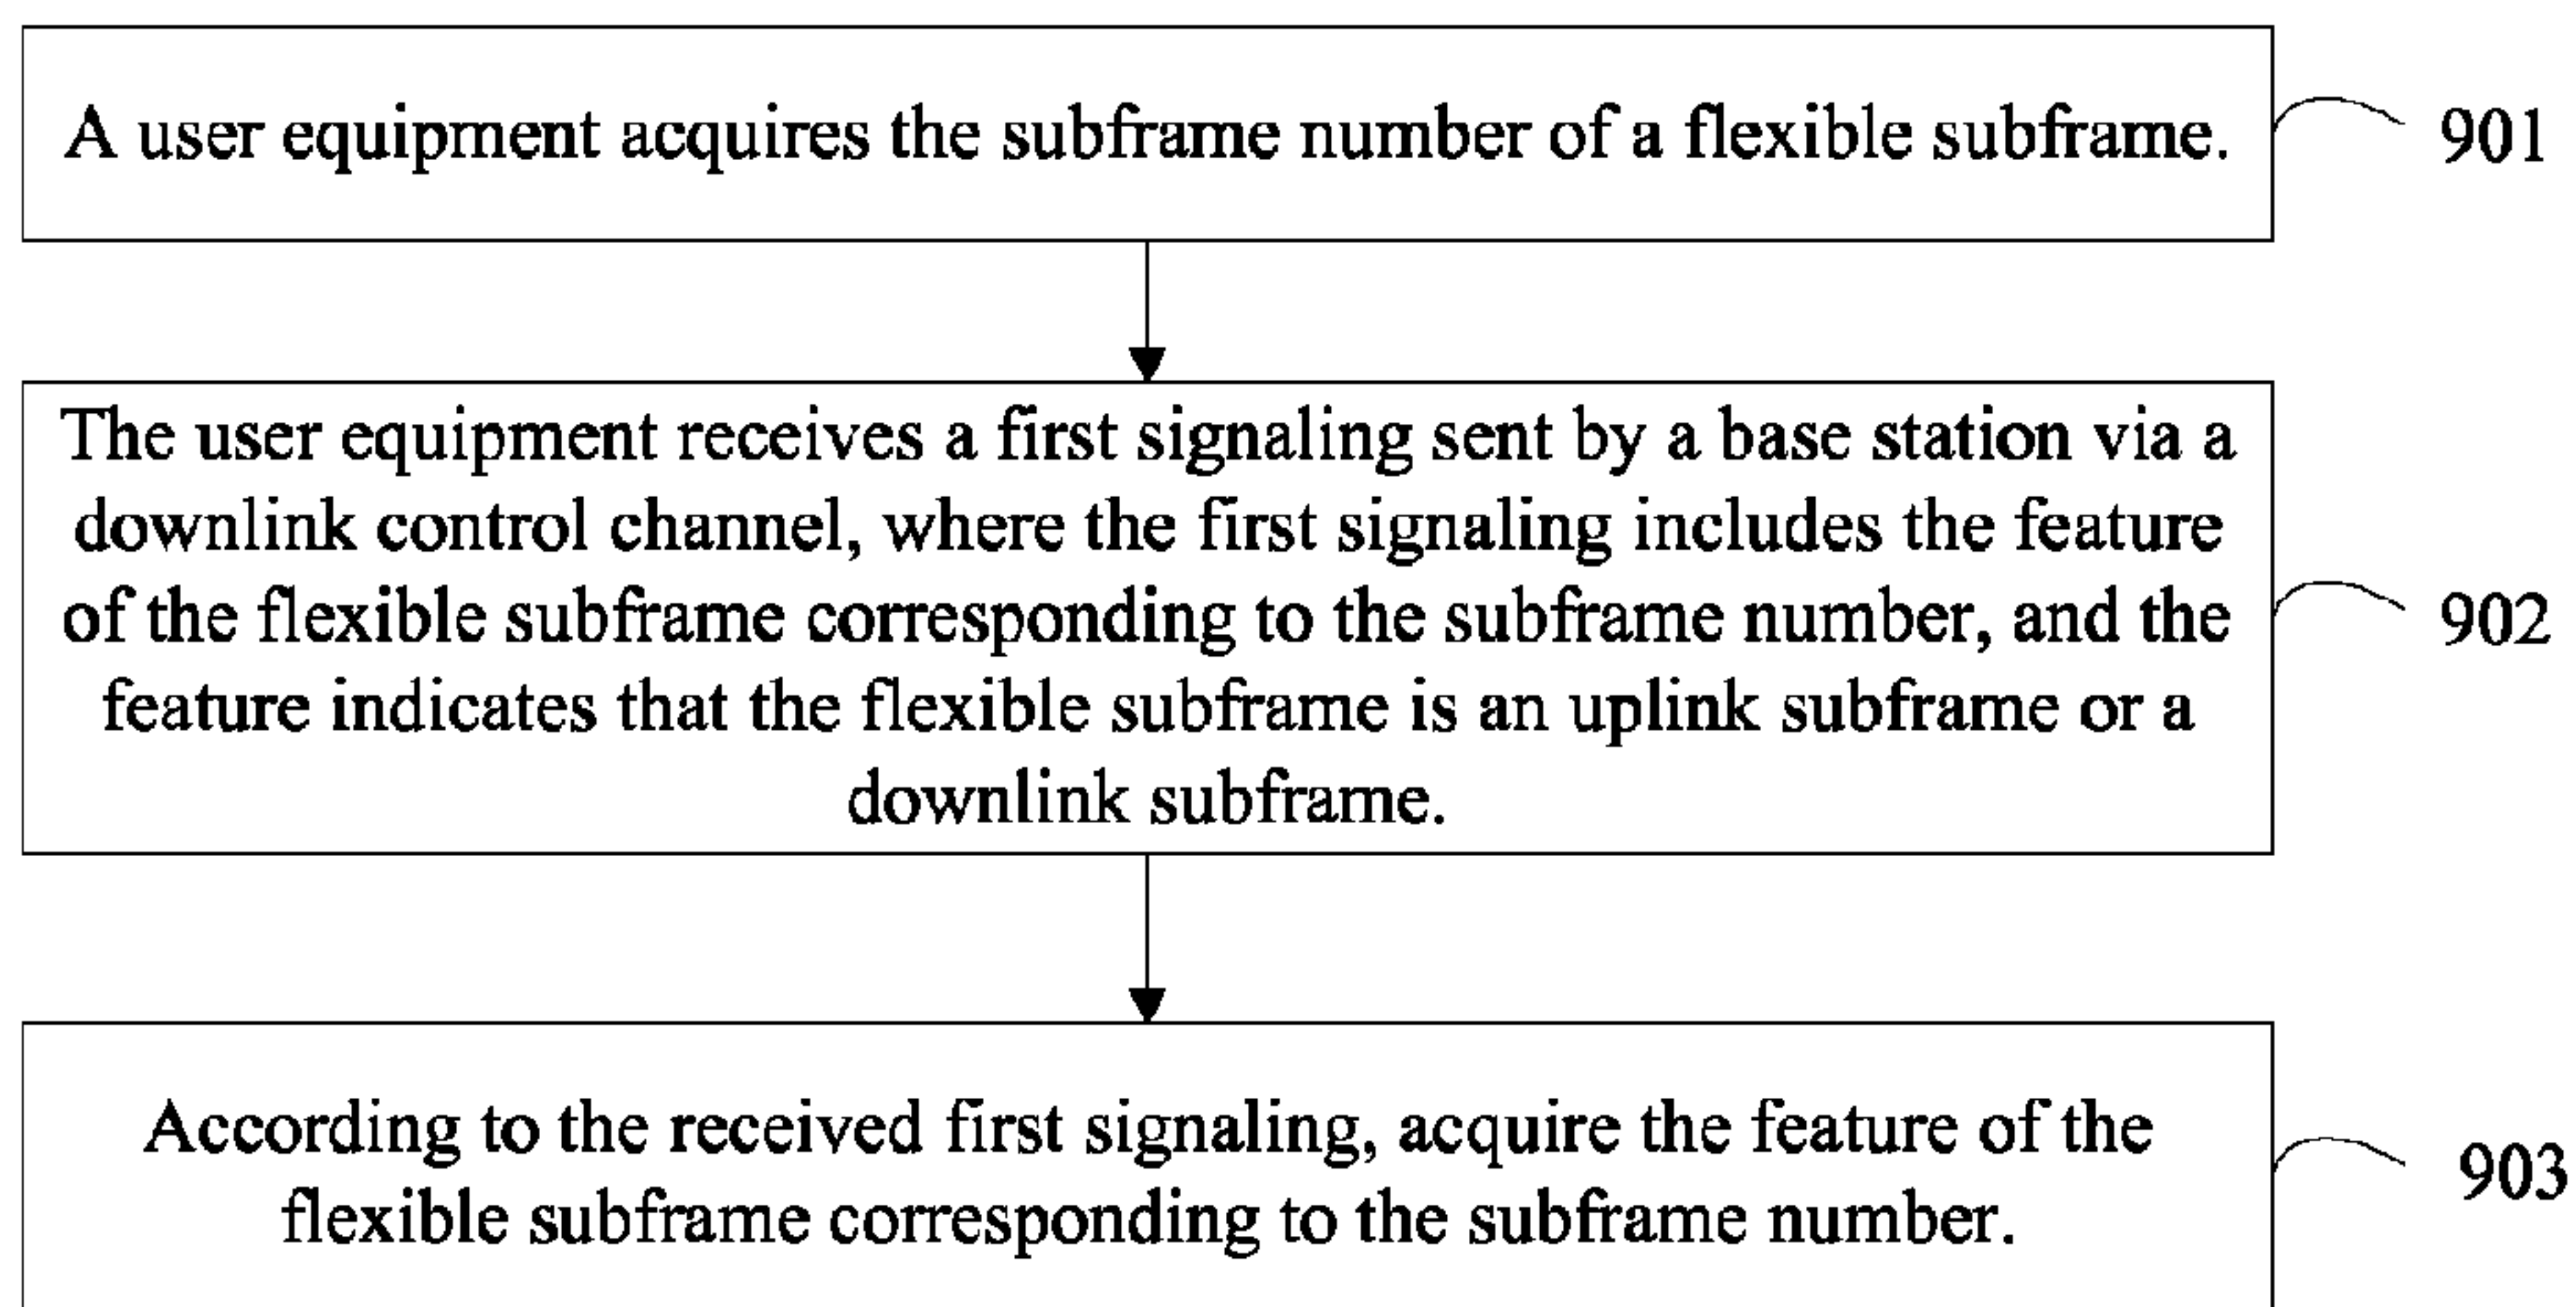 A user equipment acquires the subframe number of a flexible subframe.
901
The user equipment receives a first signaling sent by a base station via a
downlink control channel, where the first signaling includes the feature
of the flexible subframe corresponding to the subframe number, and the
feature indicates that the flexible subframe is an uplink subframe or a
downlink subframe.
902
According to the received first signaling, acquire the feature of the
flexible subframe corresponding to the subframe number.
903